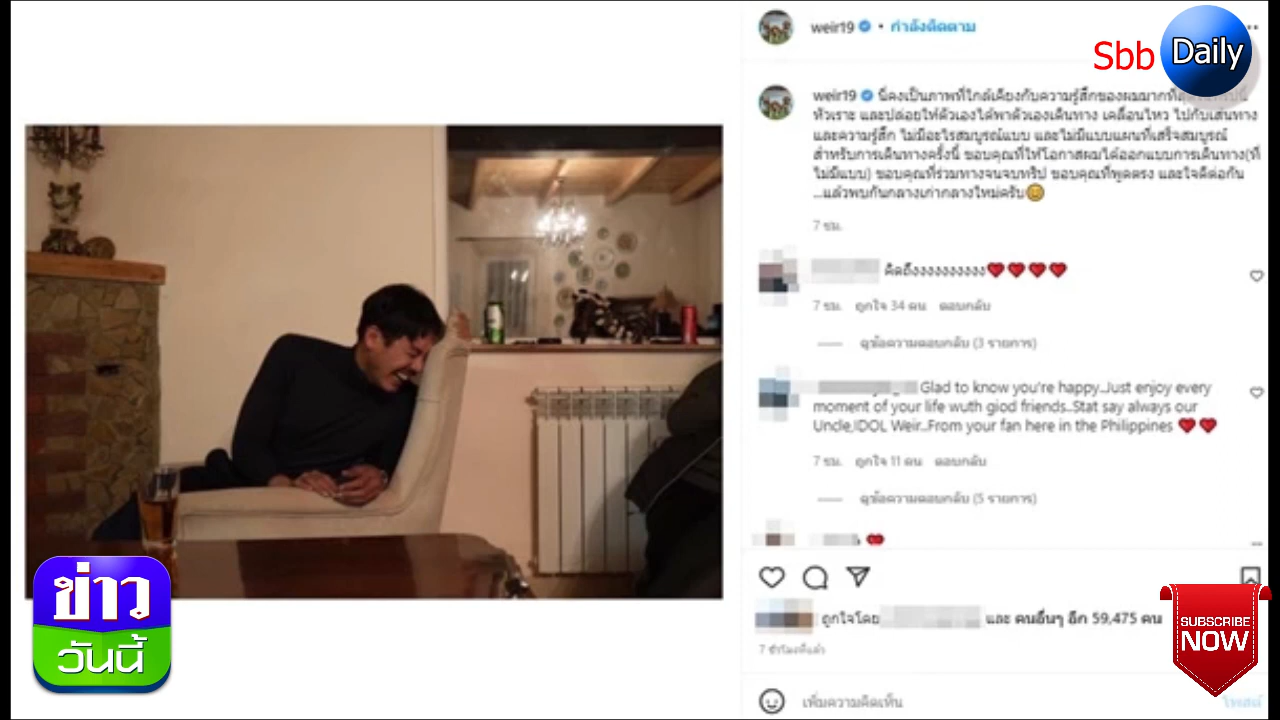 weir19 • กำลังติดตาม
Sbb Daily
weir19 นี่คงเป็นภาพที่ใกล้เคียงกับความรู้สึกของผมมากที่สุด
หัวเราะ และปล่อยให้ตัวเองได้พาตัวเองเดินทาง เคลื่อนไหว ไปกับเส้นทาง
และความรู้สึก ไม่มีอะไรสมบูรณ์แบบ และไม่มีแบบแผนที่เสร็จสมบูรณ์
สำหรับการเดินทางครั้งนี้ ขอบคุณที่ให้โอกาสผมได้ออกแบบการเดินทาง(ที่
ไม่มีแบบ) ขอบคุณที่ร่วมทางจนจบทริป ขอบคุณที่พูดตรง และใจดีต่อกัน
...แล้วพบกันกลางเก่ากลางใหม่ครับ😊
7 ชม.
คิดถึงงงงงงงงงงง❤❤❤❤
7 ชม. ถูกใจ 34 คน ตอบกลับ
ดูข้อความตอบกลับ (3 รายการ)
Glad to know you're happy..Just enjoy every
moment of your life wuth giod friends..Stat say always our
Uncle,IDOL Weir..From your fan here in the Philippines ❤❤
7 ชม. ถูกใจ 11 คน ตอบกลับ
ดูข้อความตอบกลับ (5 รายการ)
❤
ถูกใจโดย และ คนอื่นๆ อีก 59,475 คน
7 ชั่วโมงที่แล้ว
เพิ่มความคิดเห็น
โพสต์
ข่าว
วันนี้
SUBSCRIBE
NOW